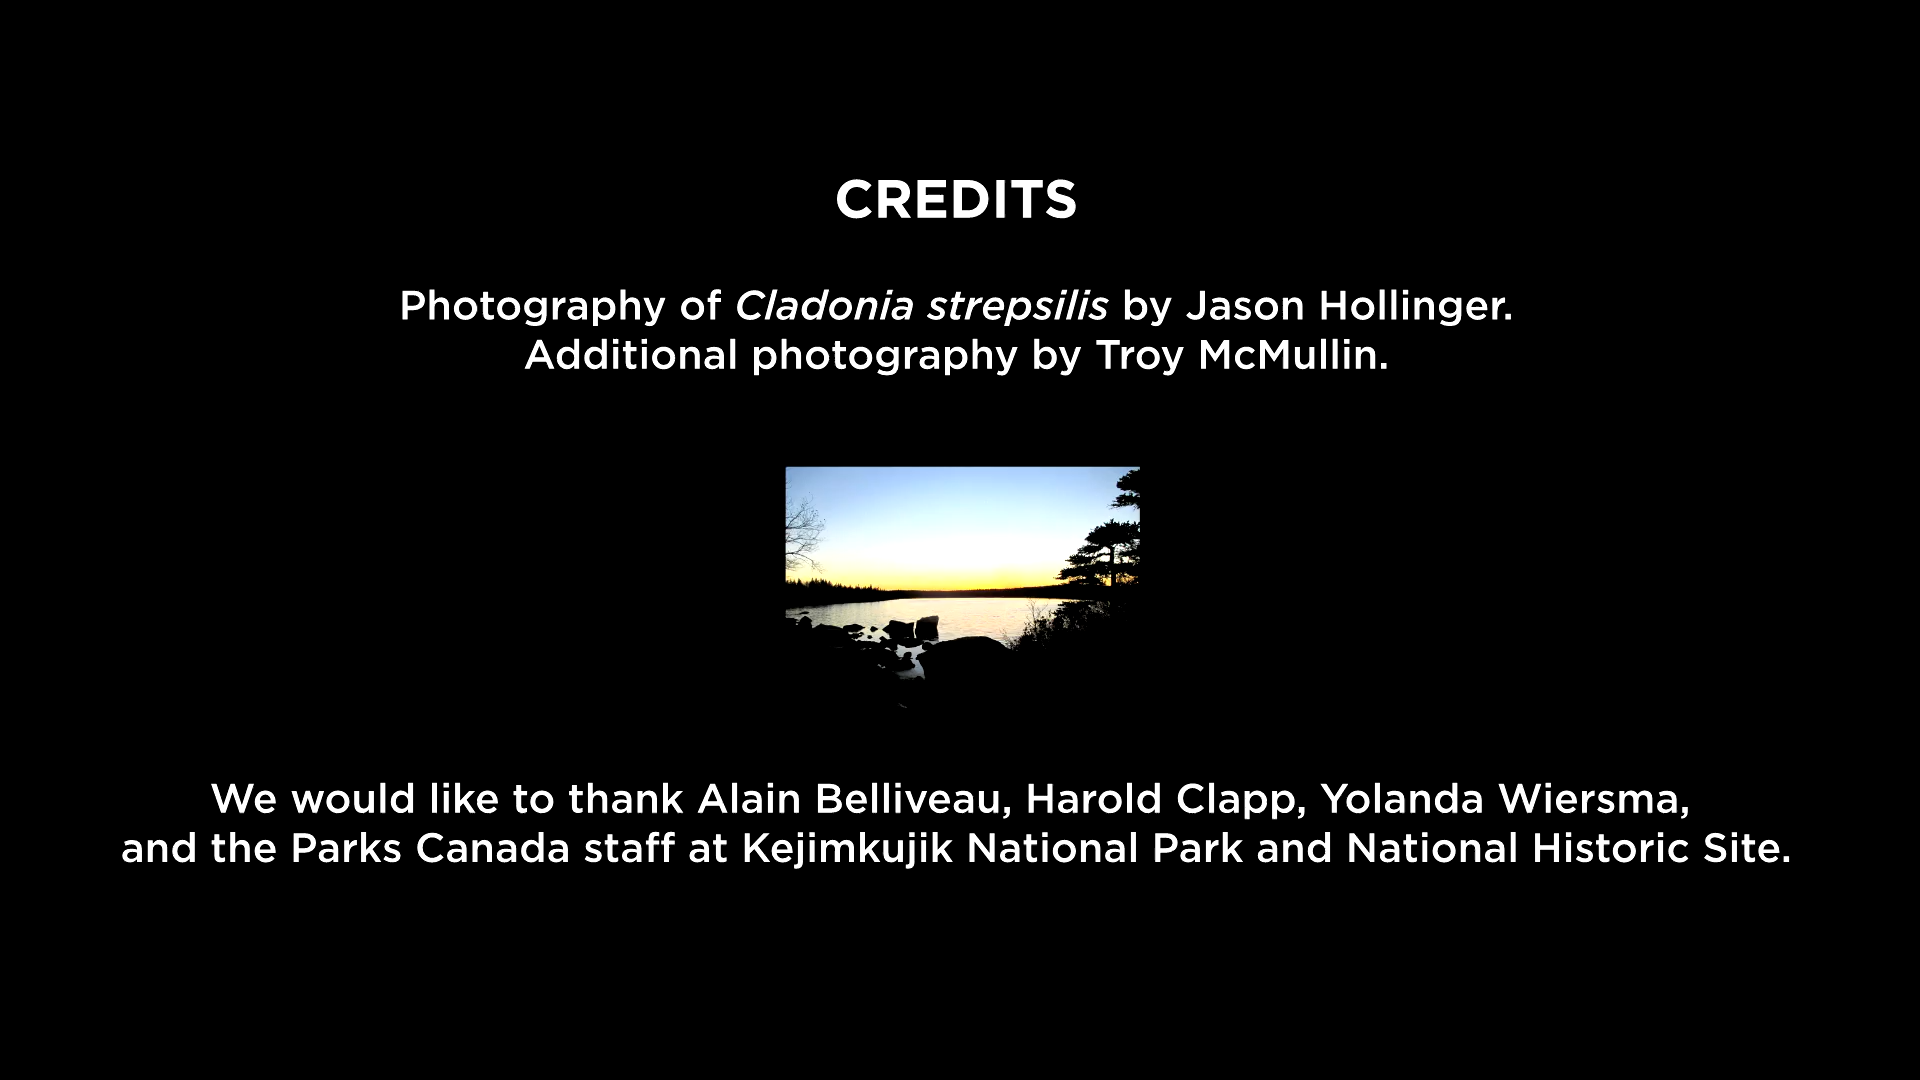 CREDITS
Photography of Cladonia strepsilis by Jason Hollinger.
Additional photography by Troy McMullin.
We would like to thank Alain Belliveau, Harold Clapp, Yolanda Wiersma,
and the Parks Canada staff at Kejimkujik National Park and National Historic Site.